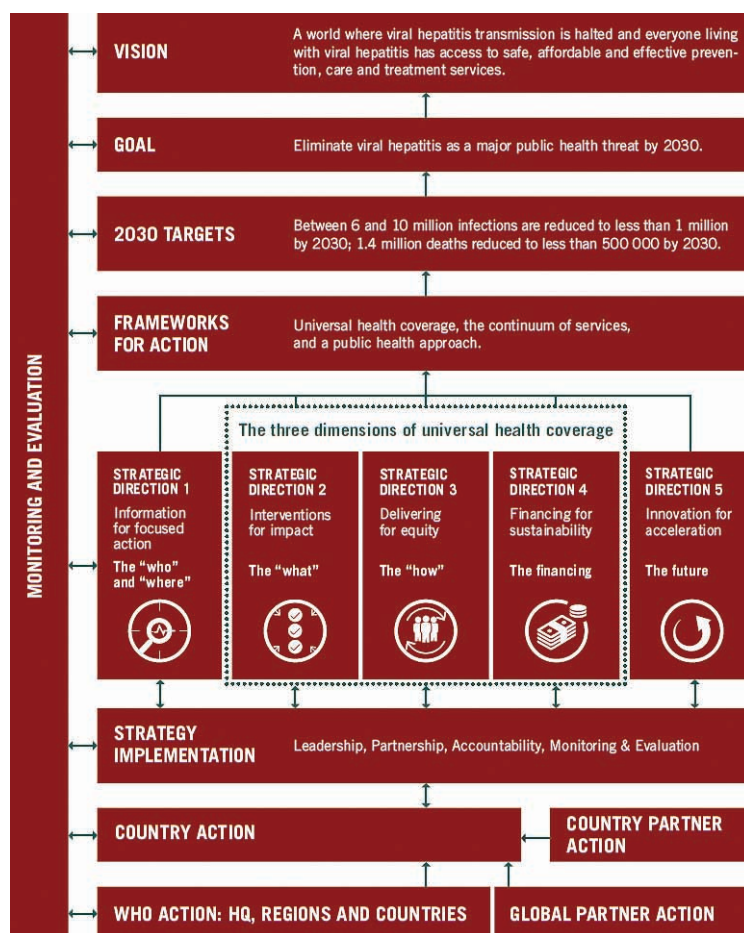 MONITORING AND EVALUATION
VISION
A world where viral hepatitis transmission is halted and everyone living
with viral hepatitis has access to safe, affordable and effective preven-
tion, care and treatment services.
GOAL
Eliminate viral hepatitis as a major public health threat by 2030.
2030 TARGETS
Between 6 and 10 million infections are reduced to less than 1 million
by 2030; 1.4 million deaths reduced to less than 500 000 by 2030.
FRAMEWORKS
FOR ACTION
Universal health coverage, the continuum of services,
and a public health approach.
The three dimensions of universal health coverage
STRATEGIC
DIRECTION 1
Information
for focused
action
The “who”
and “where”
STRATEGIC
DIRECTION 2
Interventions
for impact
The “what”
STRATEGIC
DIRECTION 3
Delivering
for equity
The “how”
STRATEGIC
DIRECTION 4
Financing for
sustainability
The financing
STRATEGIC
DIRECTION 5
Innovation for
acceleration
The future
STRATEGY
IMPLEMENTATION
Leadership, Partnership, Accountability, Monitoring & Evaluation
COUNTRY ACTION
COUNTRY PARTNER
ACTION
WHO ACTION: HQ, REGIONS AND COUNTRIES
GLOBAL PARTNER ACTION